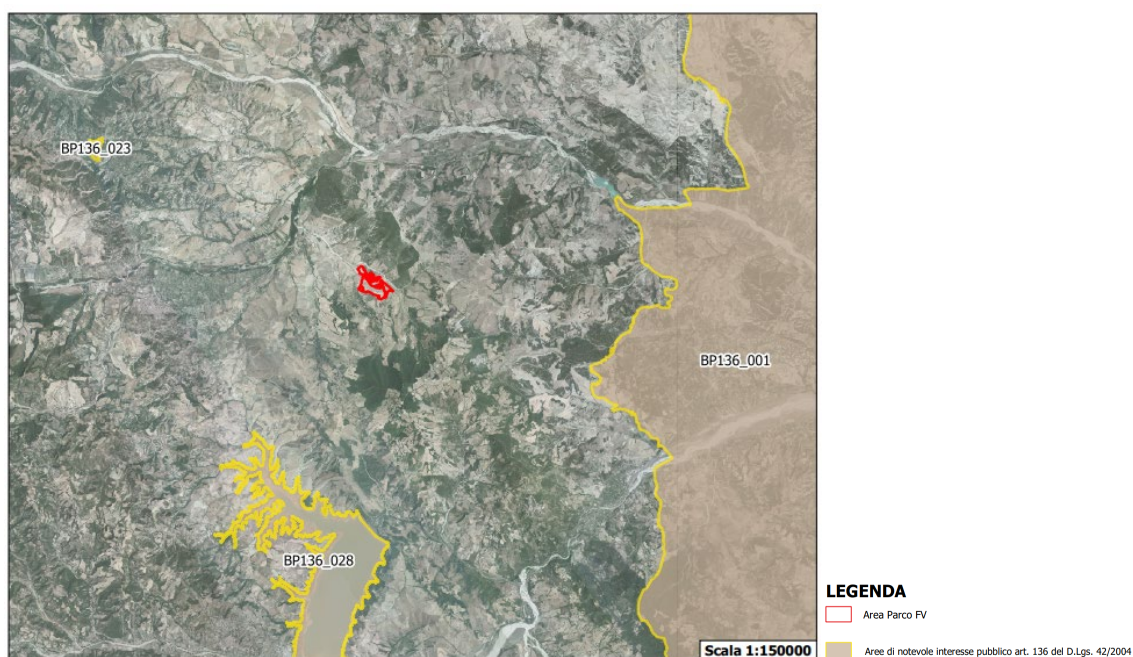 BP136_023
BP136_001
BP136_028
LEGENDA
Area Parco FV
Scala 1:150000
Aree di notevole interesse pubblico art. 136 del D.Lgs. 42/2004